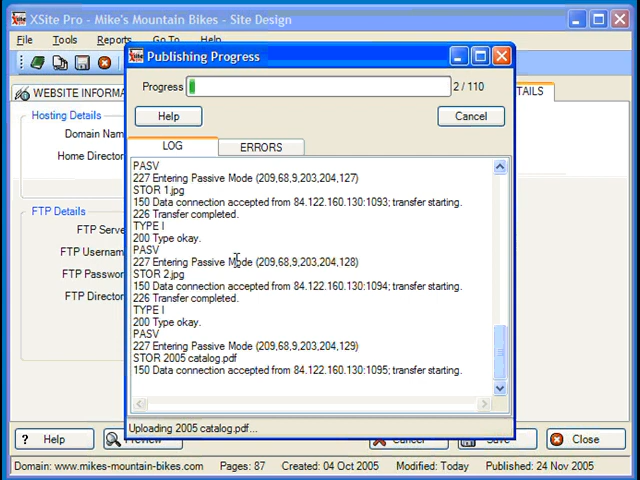 XSite Pro - Mike's Mountain Bikes - Site Design
File Tools Reports Go To Help
Publishing Progress
Progress 2 / 110
Help Cancel
WEBSITE INFORMA
TAILS
LOG ERRORS
Hosting Details
Domain Nam
Home Director
FTP Details
FTP Serve
FTP Usernam
FTP Passwor
FTP Director
PASV
227 Entering Passive Mode (209,68,9,203,204,127)
STOR 1.jpg
150 Data connection accepted from 84.122.160.130:1093; transfer starting.
226 Transfer completed.
TYPE I
200 Type okay.
PASV
227 Entering Passive Mode (209,68,9,203,204,128)
STOR 2.jpg
150 Data connection accepted from 84.122.160.130:1094; transfer starting.
226 Transfer completed.
TYPE I
200 Type okay.
PASV
227 Entering Passive Mode (209,68,9,203,204,129)
STOR 2005 catalog.pdf
150 Data connection accepted from 84.122.160.130:1095; transfer starting.
Uploading 2005 catalog.pdf...
? Help Preview Cancel Save Close
Domain: www.mikes-mountain-bikes.com Pages: 87 Created: 04 Oct 2005 Modified: Today Published: 24 Nov 2005